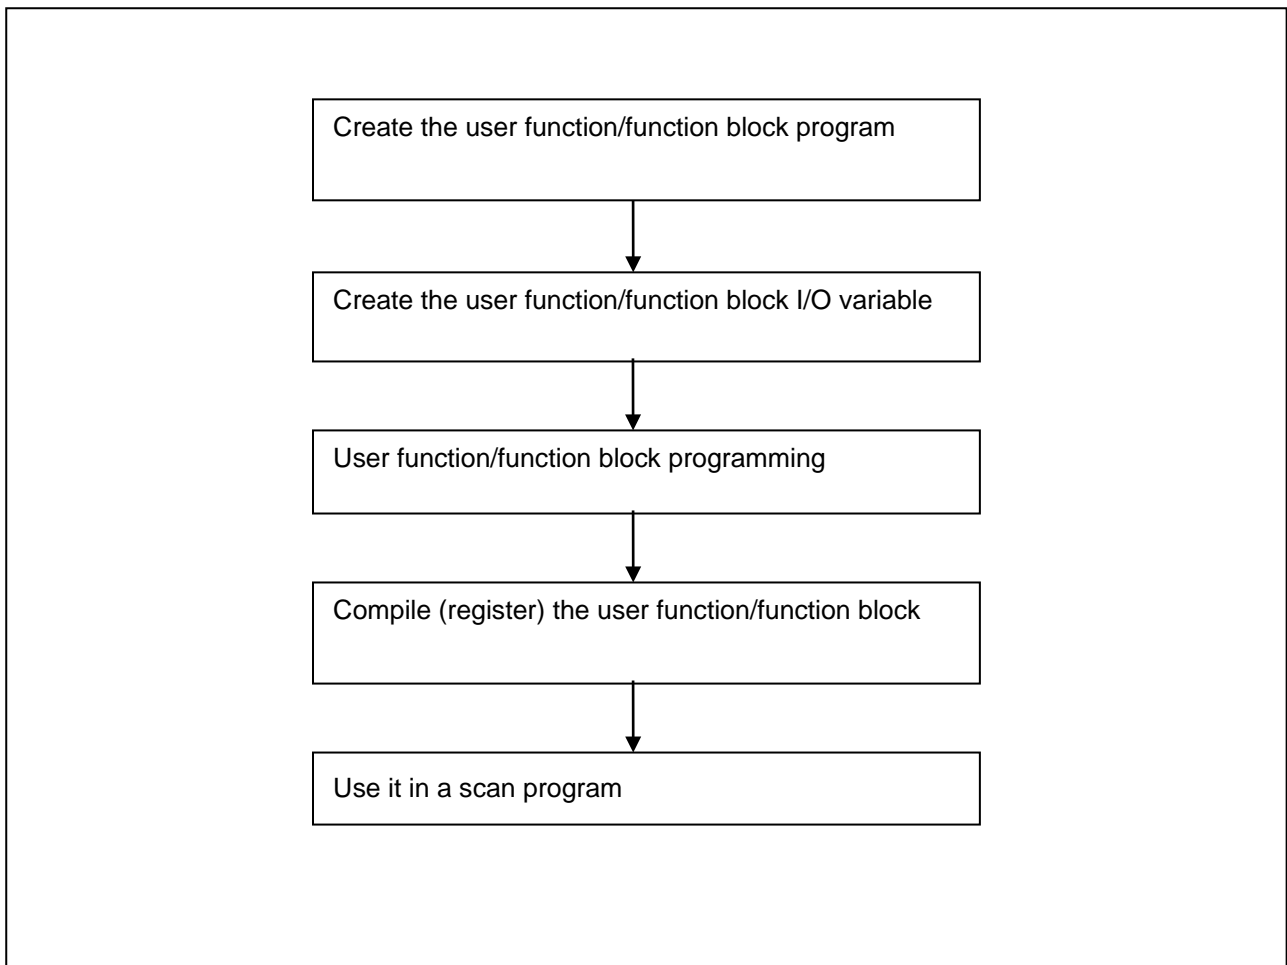 Create the user function/function block program
Create the user function/function block I/O variable
User function/function block programming
Compile (register) the user function/function block
Use it in a scan program